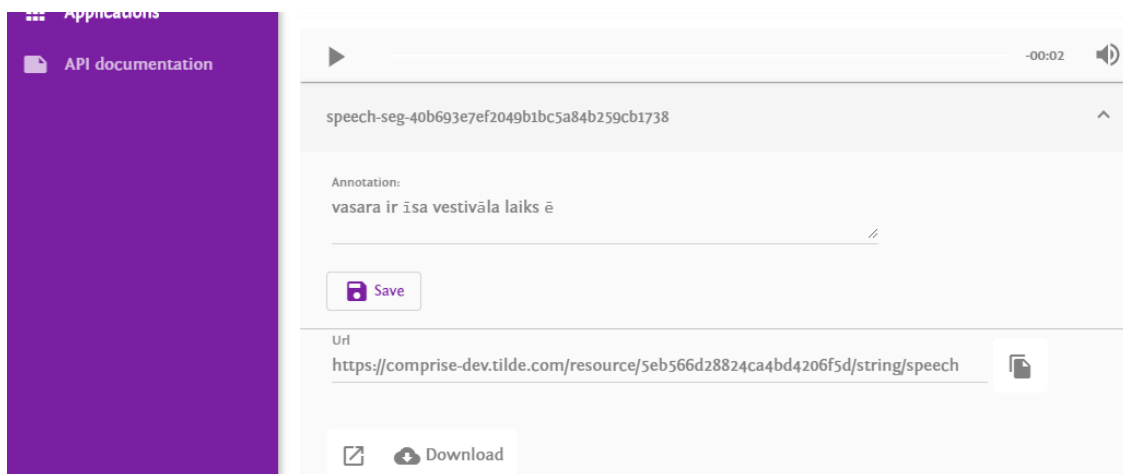 Applications
API documentation
-00:02
speech-seg-40b693e7ef2049b1bc5a84b259cb1738
Annotation:
vasara ir īsa vestivāla laiks ē
Save
Url
https://comprise-dev.tilde.com/resource/5eb566d28824ca4bd4206f5d/string/speech
Download